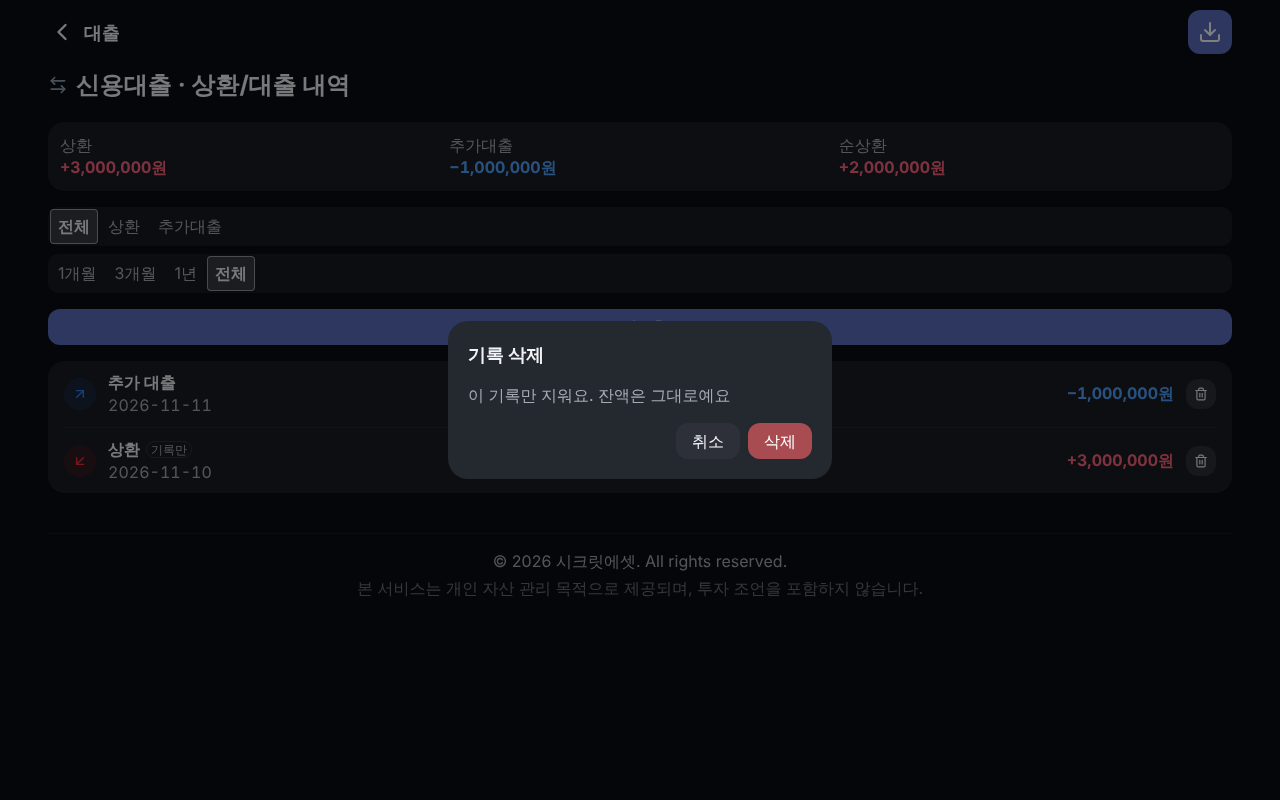 대출
신용대출 · 상환/대출 내역
상환
추가대출
순상환
+3,000,000원
−1,000,000원
+2,000,000원
전체
상환
추가대출
1개월
3개월
1년
전체
기록 삭제
이 기록만 지워요. 잔액은 그대로예요
취소
삭제
추가 대출
2026-11-11
−1,000,000원
상환 기록만
2026-11-10
+3,000,000원
© 2026 시크릿에셋. All rights reserved.
본 서비스는 개인 자산 관리 목적으로 제공되며, 투자 조언을 포함하지 않습니다.